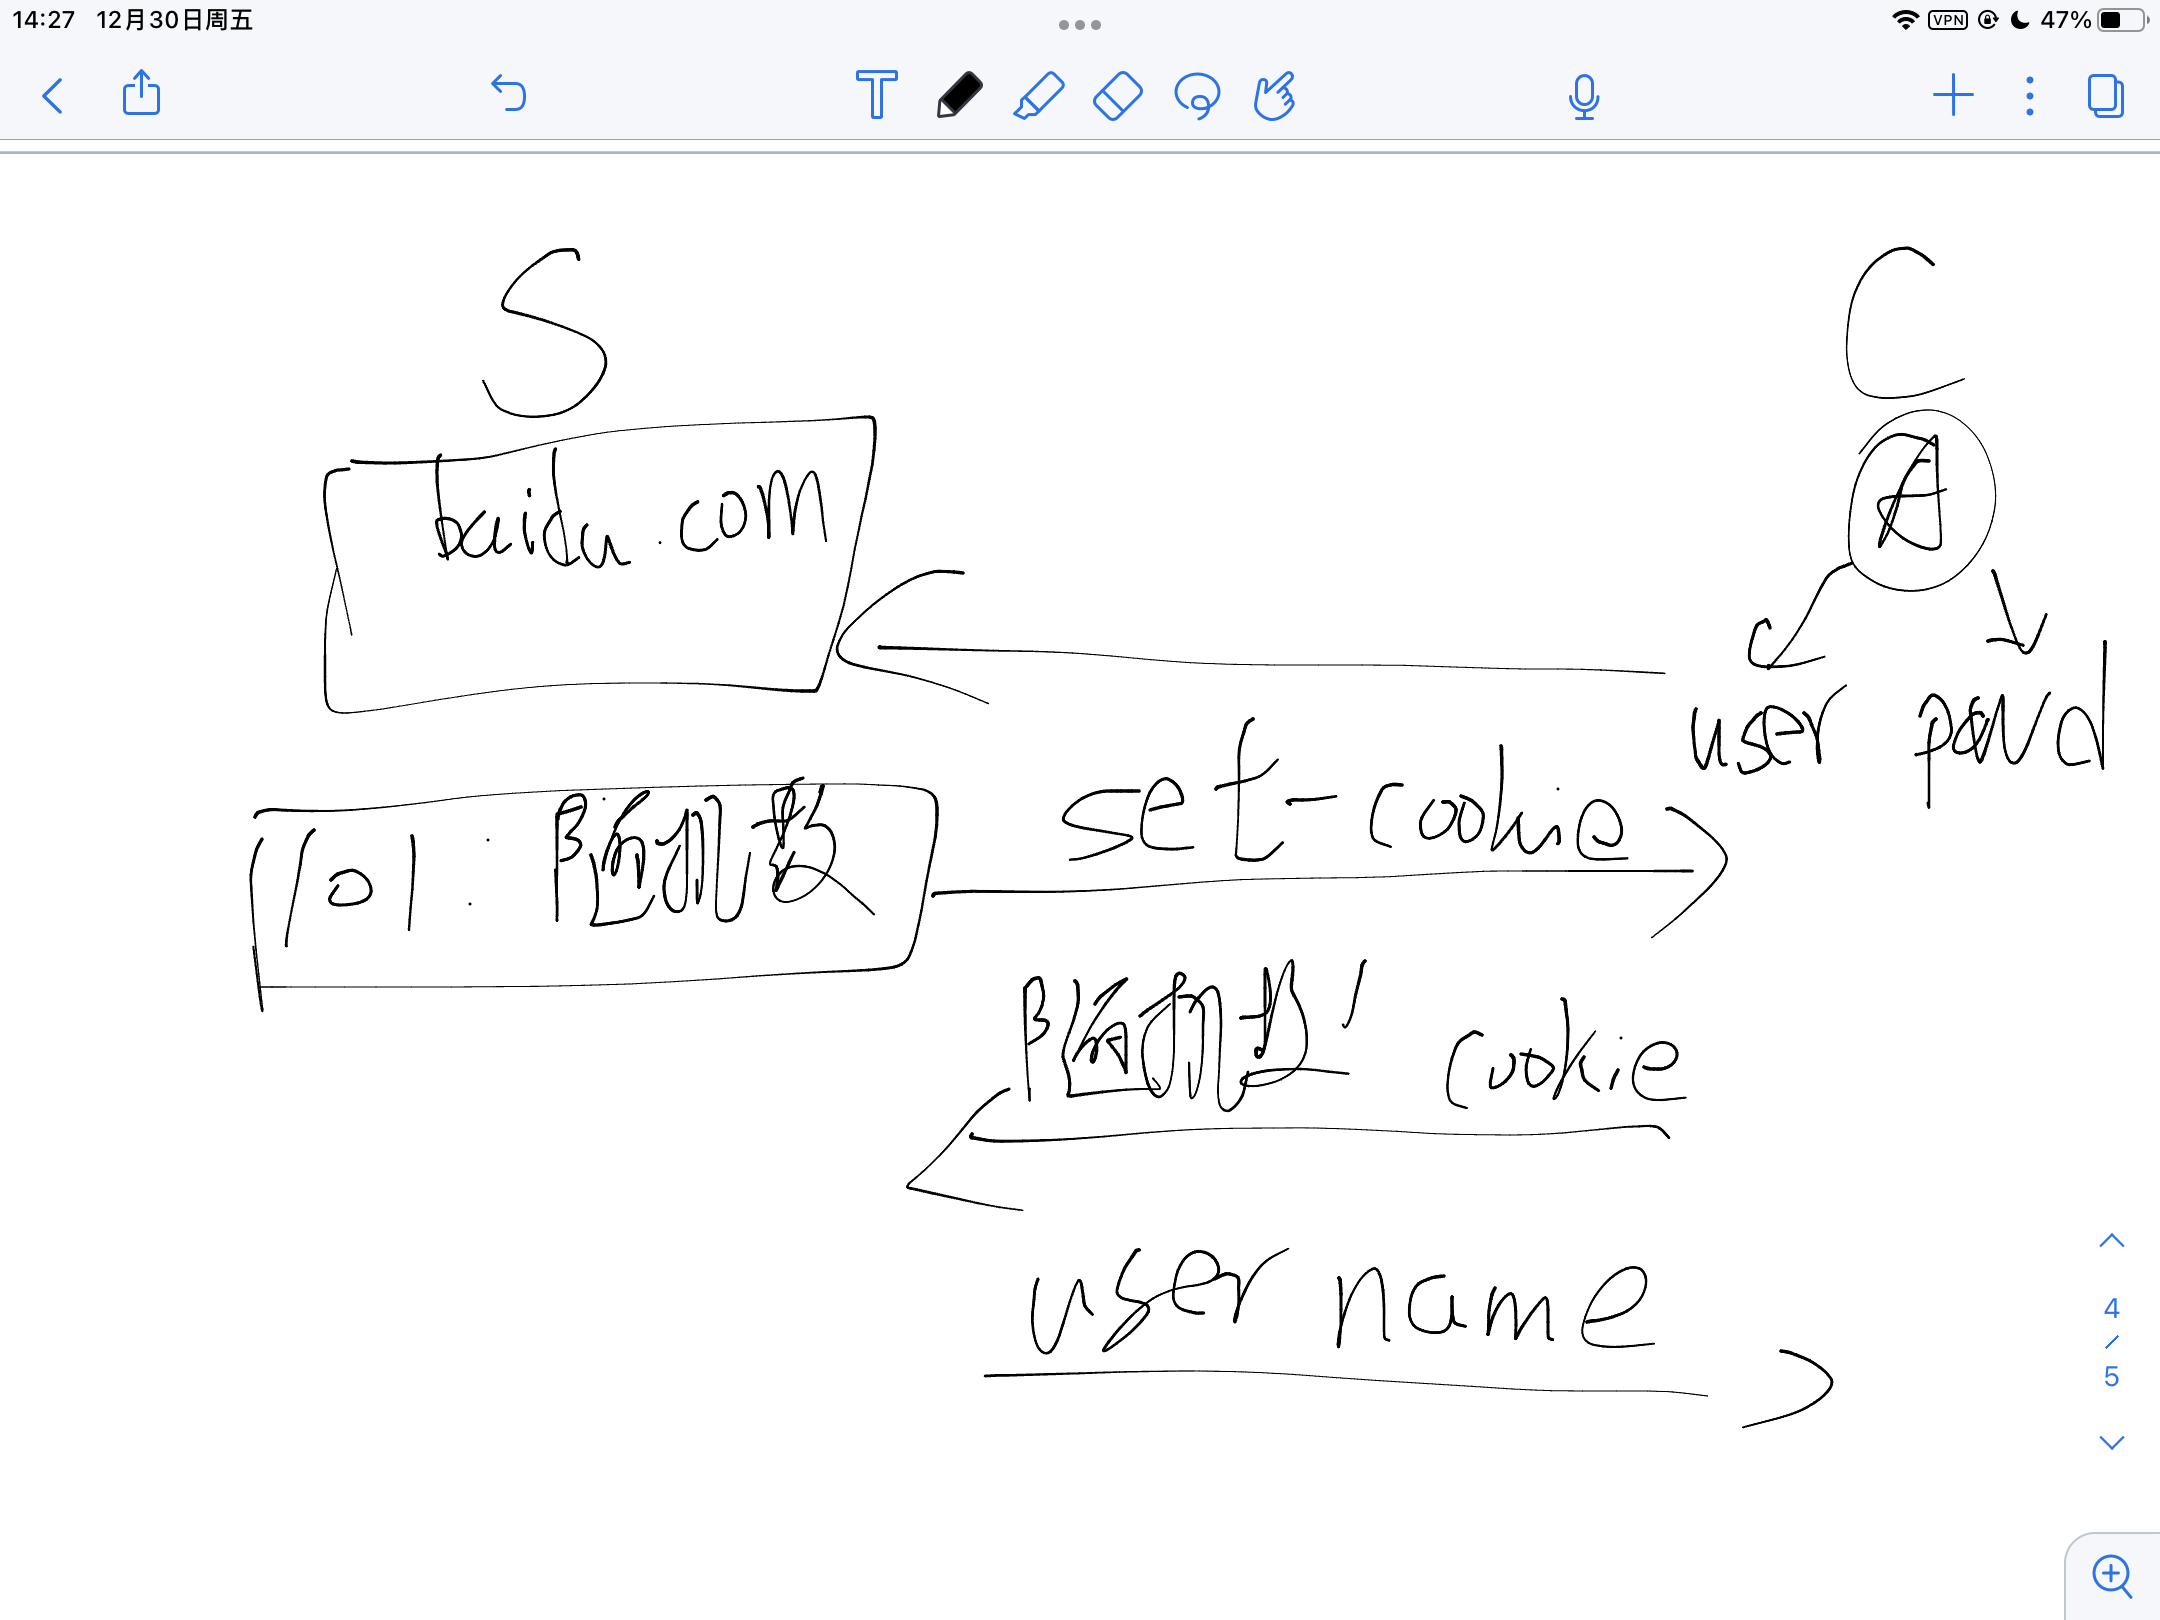 14:27 12月30日周五
VPN 47%
T
S C
baidu.com A
user
set-cookie
101：随机数
随机数' cookie
user name
4
/
5